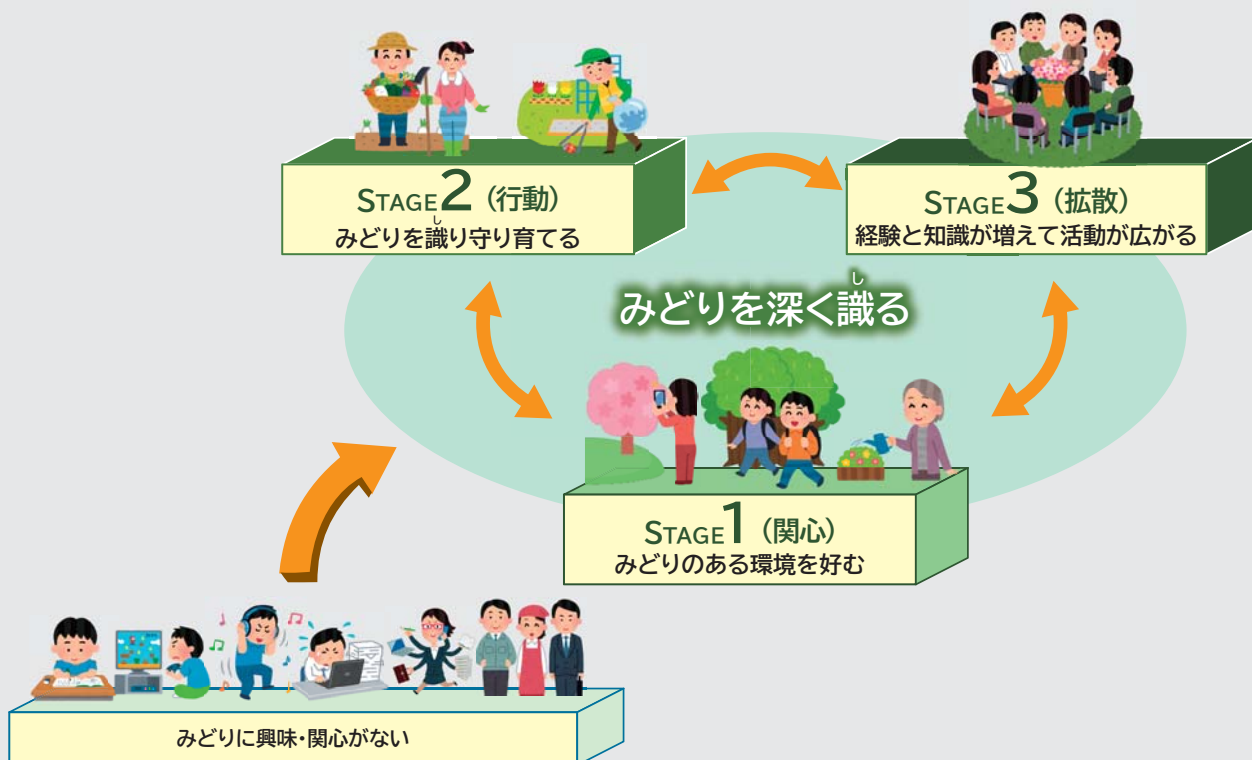 STAGE2（行動）
し
みどりを識り守り育てる
STAGE3（拡散）
経験と知識が増えて活動が広がる
し
みどりを深く識る
STAGE1（関心）
みどりのある環境を好む
みどりに興味・関心がない